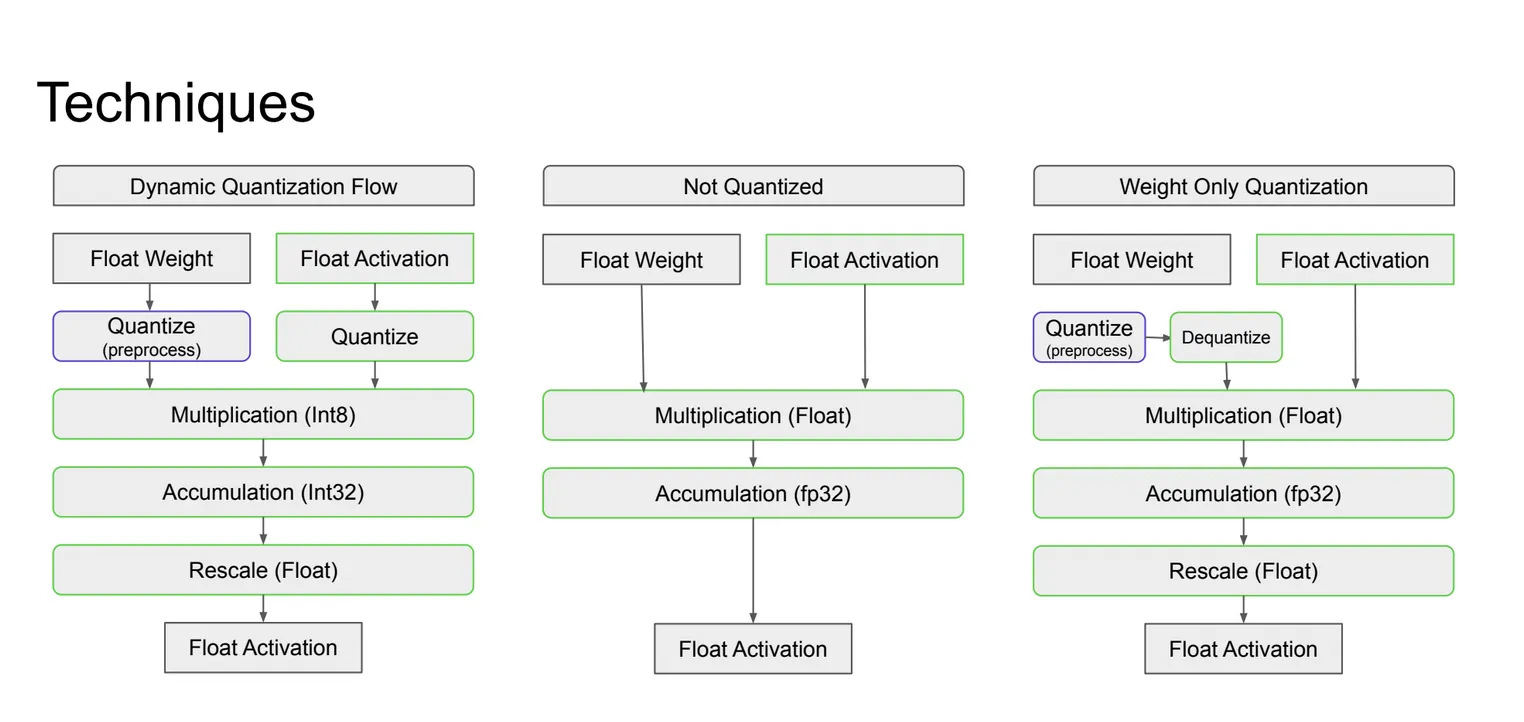 Techniques
Dynamic Quantization Flow
Float Weight
Float Activation
Quantize
(preprocess)
Quantize
Multiplication (Int8)
Accumulation (Int32)
Rescale (Float)
Float Activation
Not Quantized
Float Weight
Float Activation
Multiplication (Float)
Accumulation (fp32)
Float Activation
Weight Only Quantization
Float Weight
Float Activation
Quantize
(preprocess)
Dequantize
Multiplication (Float)
Accumulation (fp32)
Rescale (Float)
Float Activation